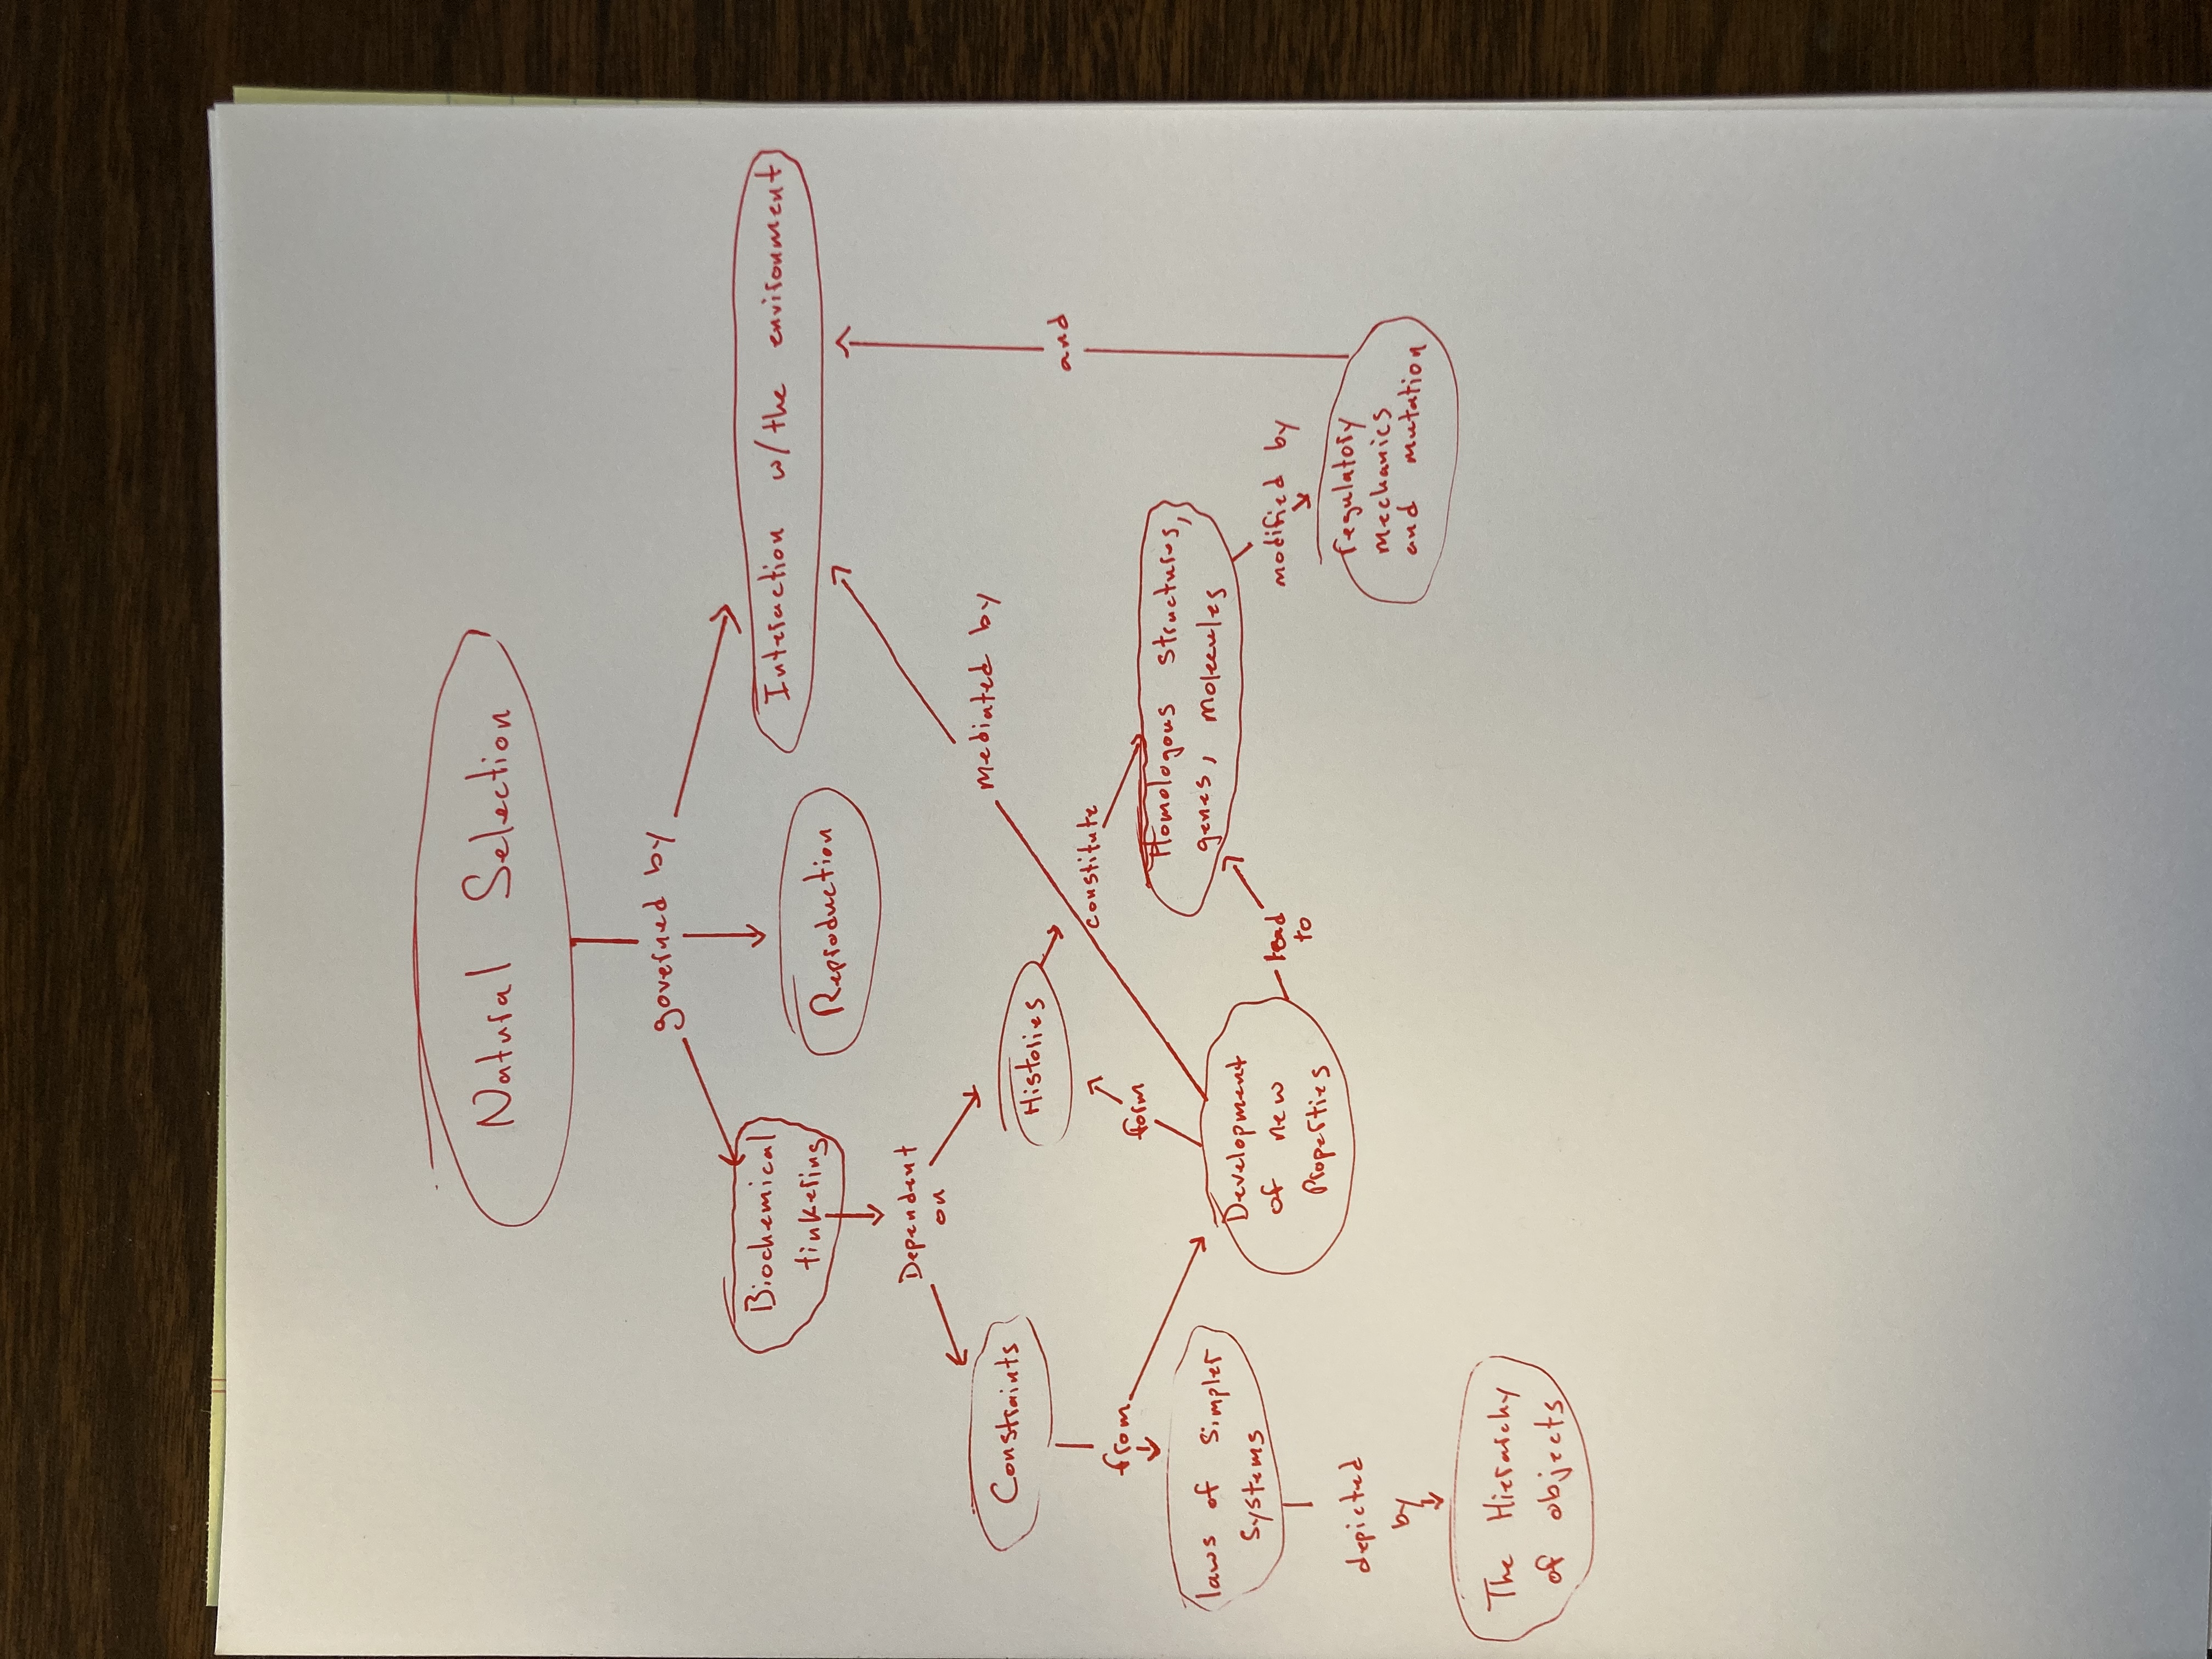 Natural Selection
governed by
Biochemical
tinkering
Reproduction
Interaction w/the environment
Dependent
on
Constraints
Histories
mediated by
from
form
constitute
and
laws of simpler
systems
Development
of new
Properties
lead
to
Homologous structures,
genes, molecules
modified by
regulatory
mechanics
and mutation
depicted
by
The Hierarchy
of objects